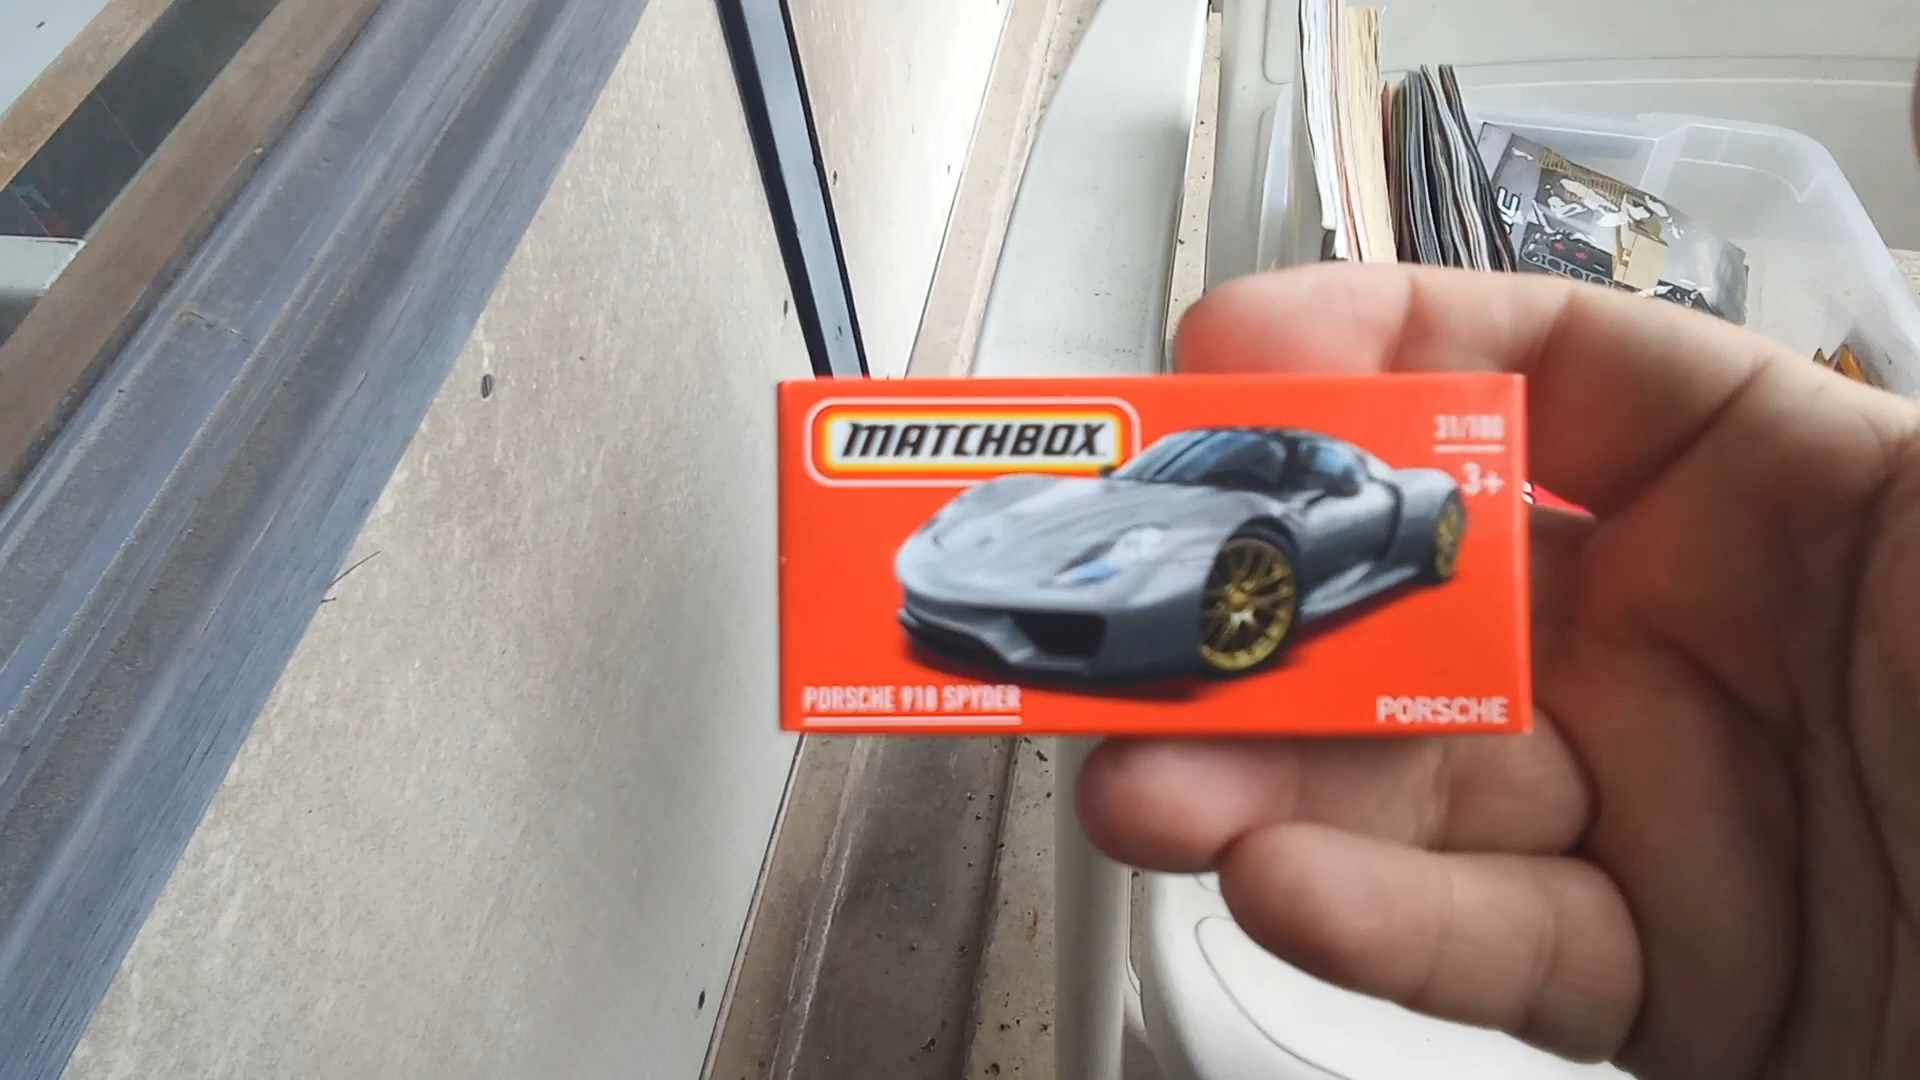 MATCHBOX
31/100
3+
PORSCHE 918 SPYDER
PORSCHE